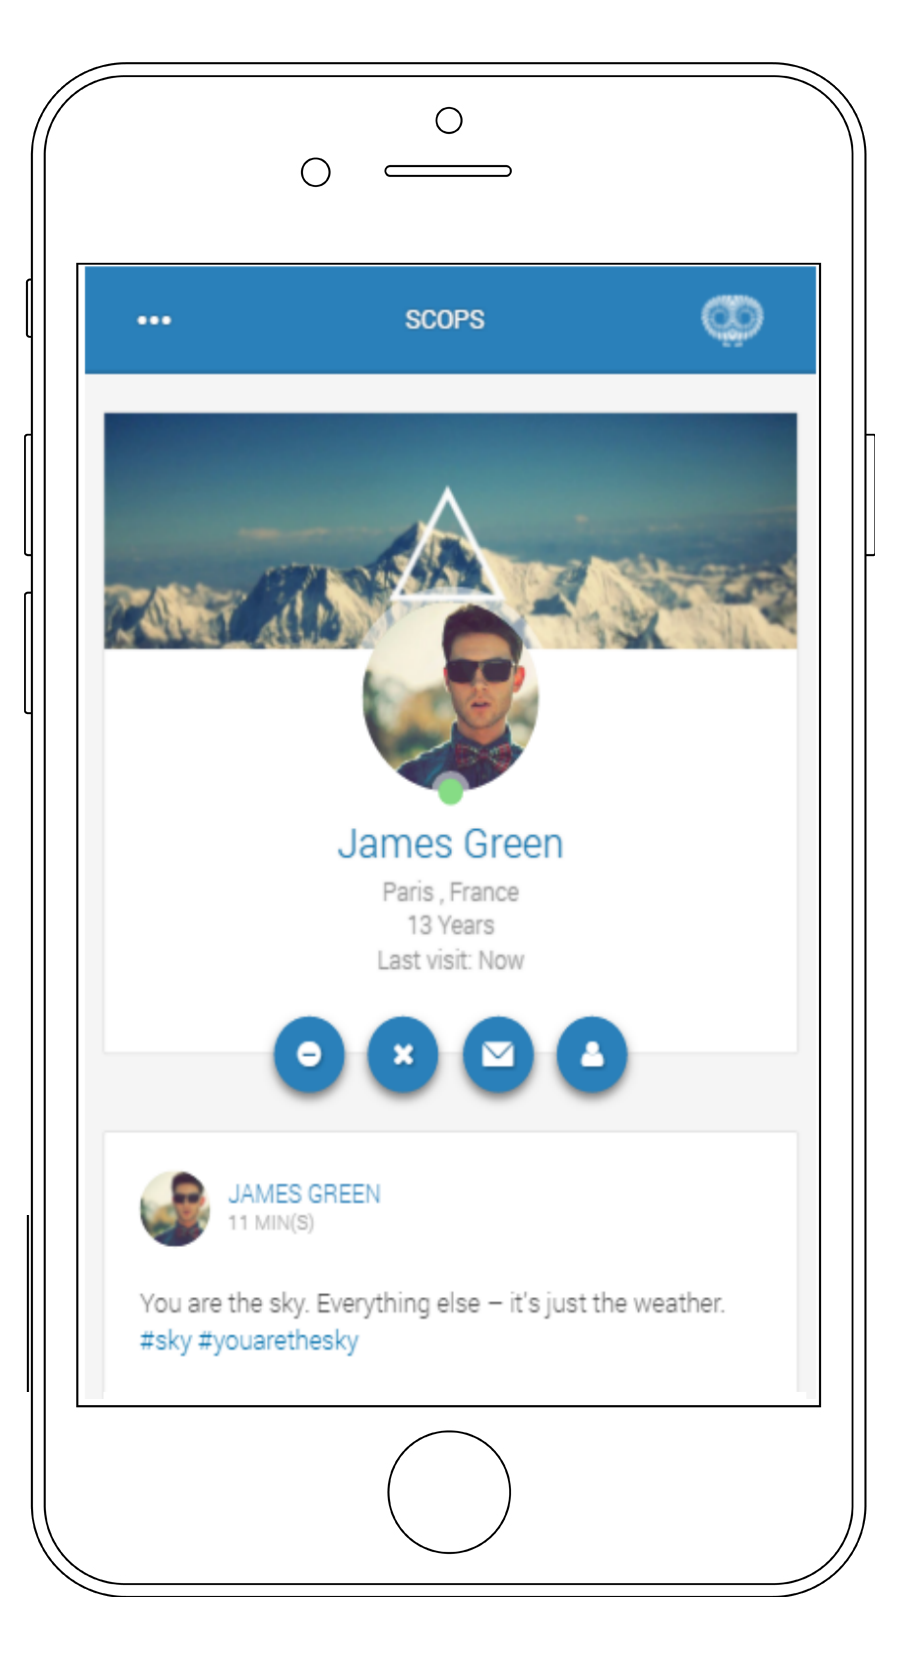 SCOPS
James Green
Paris , France
13 Years
Last visit: Now
JAMES GREEN
11 MIN(S)
You are the sky. Everything else – it's just the weather.
#sky #youarethesky